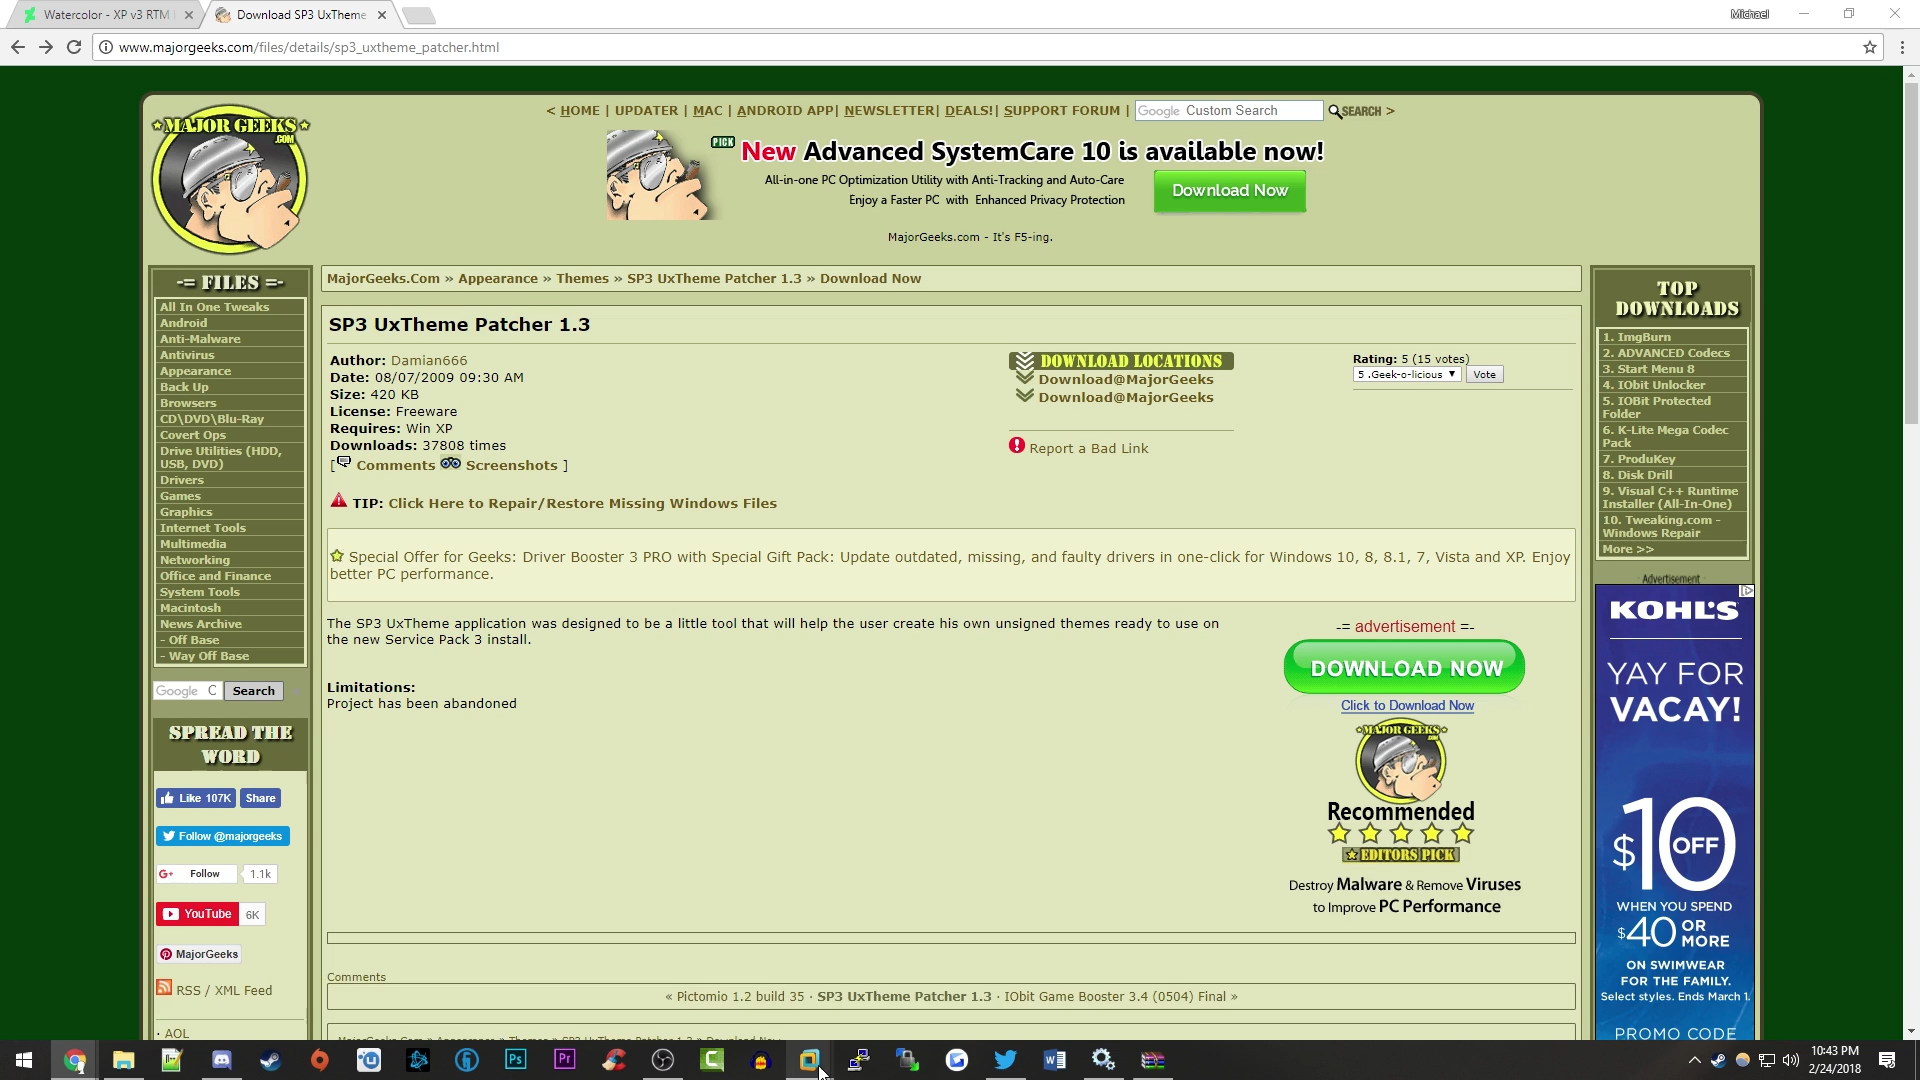 Watercolor - XP v3 RTM
Download SP3 UxTheme
Michael
www.majorgeeks.com/files/details/sp3_uxtheme_patcher.html
MAJOR GEEKS
.COM
< HOME | UPDATER | MAC | ANDROID APP| NEWSLETTER| DEALS!| SUPPORT FORUM | Google Custom Search SEARCH >
PICK
New Advanced SystemCare 10 is available now!
All-in-one PC Optimization Utility with Anti-Tracking and Auto-Care
Enjoy a Faster PC with Enhanced Privacy Protection
Download Now
MajorGeeks.com - It's F5-ing.
-= FILES =-
All In One Tweaks
Android
Anti-Malware
Antivirus
Appearance
Back Up
Browsers
CD\DVD\Blu-Ray
Covert Ops
Drive Utilities (HDD,
USB, DVD)
Drivers
Games
Graphics
Internet Tools
Multimedia
Networking
Office and Finance
System Tools
Macintosh
News Archive
- Off Base
- Way Off Base
Google C Search
SPREAD THE
WORD
Like 107K Share
Follow @majorgeeks
G+ Follow 1.1k
YouTube 6K
MajorGeeks
RSS / XML Feed
· AOL
MajorGeeks.Com » Appearance » Themes » SP3 UxTheme Patcher 1.3 » Download Now
SP3 UxTheme Patcher 1.3
Author: Damian666
Date: 08/07/2009 09:30 AM
Size: 420 KB
License: Freeware
Requires: Win XP
Downloads: 37808 times
[ Comments Screenshots ]
DOWNLOAD LOCATIONS
Download@MajorGeeks
Download@MajorGeeks
Report a Bad Link
Rating: 5 (15 votes)
5 .Geek-o-licious Vote
TIP: Click Here to Repair/Restore Missing Windows Files
Special Offer for Geeks: Driver Booster 3 PRO with Special Gift Pack: Update outdated, missing, and faulty drivers in one-click for Windows 10, 8, 8.1, 7, Vista and XP. Enjoy
better PC performance.
The SP3 UxTheme application was designed to be a little tool that will help the user create his own unsigned themes ready to use on
the new Service Pack 3 install.
Limitations:
Project has been abandoned
-= advertisement =-
DOWNLOAD NOW
Click to Download Now
MAJOR GEEKS
.COM
Recommended
EDITORS PICK
Destroy Malware & Remove Viruses
to Improve PC Performance
Comments
« Pictomio 1.2 build 35 · SP3 UxTheme Patcher 1.3 · IObit Game Booster 3.4 (0504) Final »
MajorGeeks.Com » Appearance » Themes » SP3 UxTheme Patcher 1.3 » Download Now
TOP
DOWNLOADS
1. ImgBurn
2. ADVANCED Codecs
3. Start Menu 8
4. IObit Unlocker
5. IOBit Protected
Folder
6. K-Lite Mega Codec
Pack
7. ProduKey
8. Disk Drill
9. Visual C++ Runtime
Installer (All-In-One)
10. Tweaking.com -
Windows Repair
More >>
- Advertisement -
KOHL'S
YAY FOR
VACAY!
$10 OFF
WHEN YOU SPEND
$40 OR MORE
ON SWIMWEAR
FOR THE FAMILY.
Select styles. Ends March 1.
PROMO CODE
Ps
Pr
10:43 PM
2/24/2018